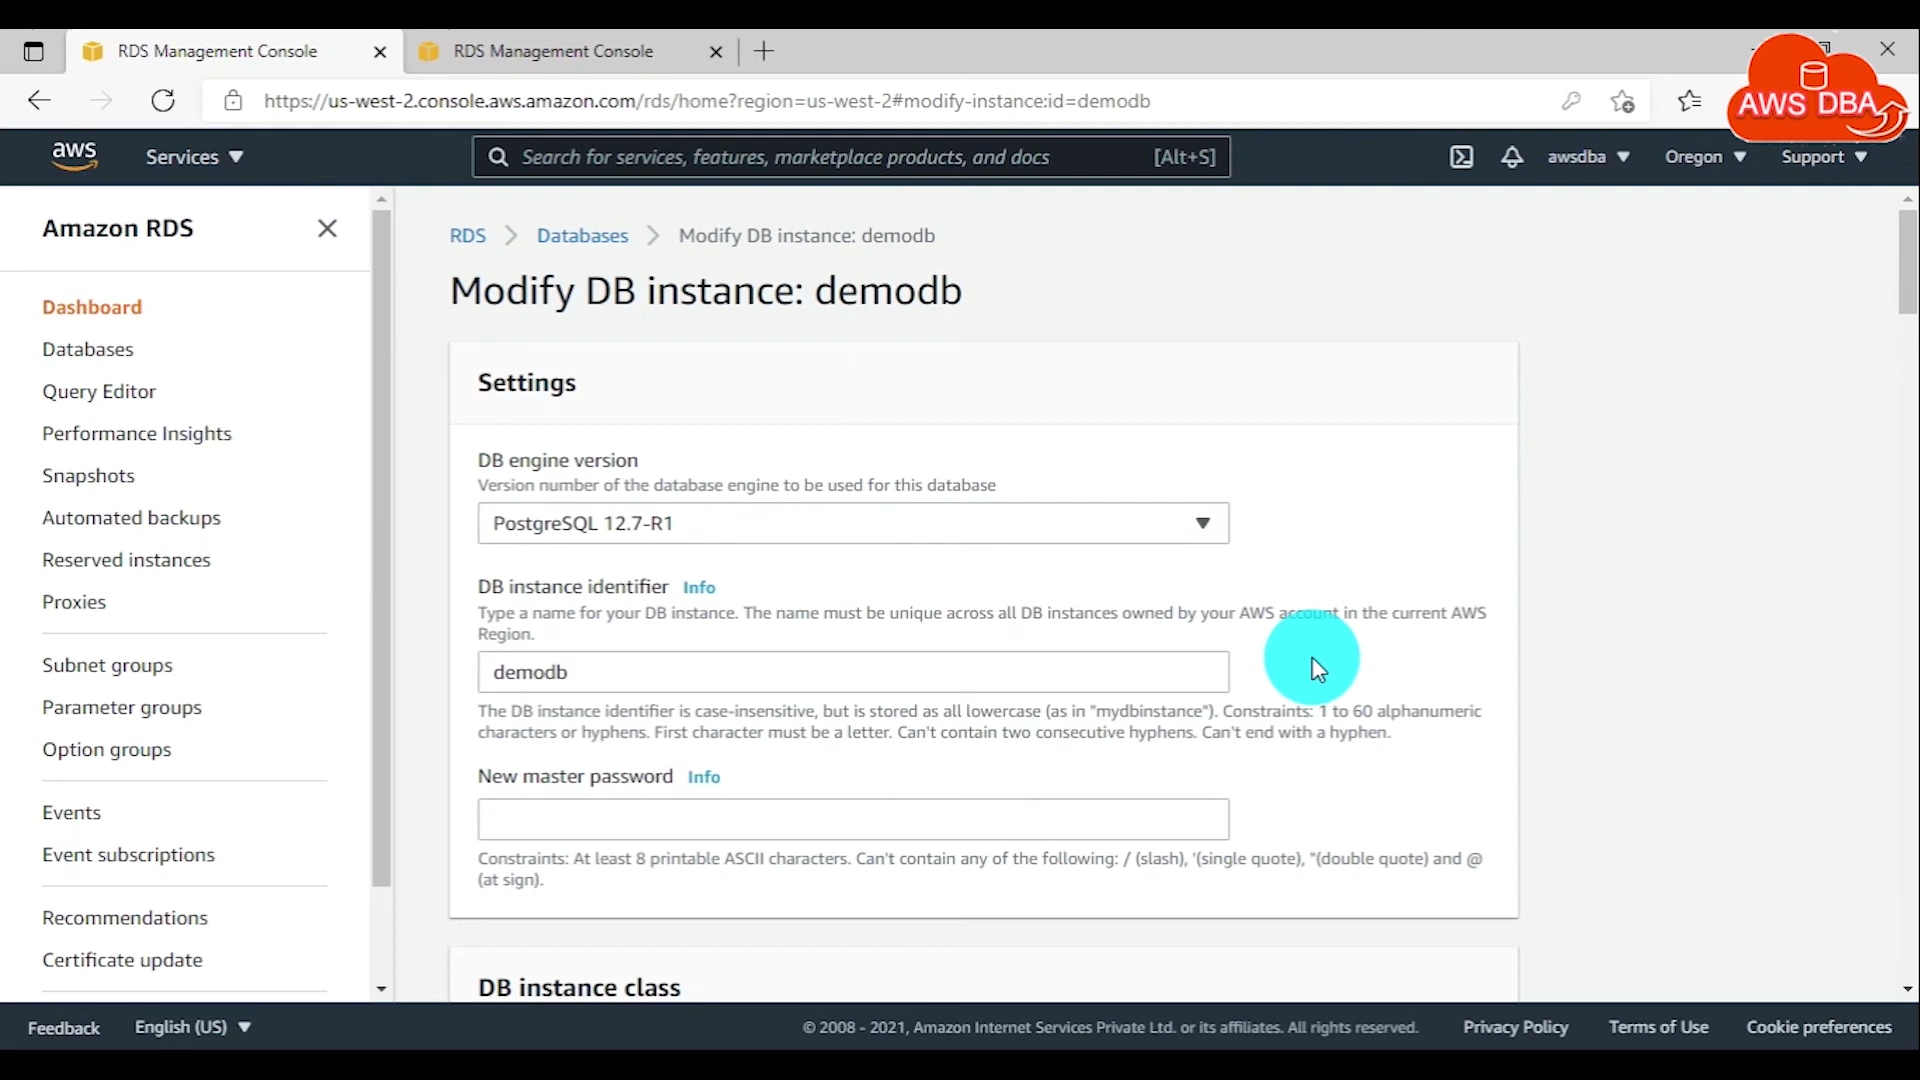 RDS Management Console
RDS Management Console
https://us-west-2.console.aws.amazon.com/rds/home?region=us-west-2#modify-instance:id=demodb
AWS DBA
aws
Services
Search for services, features, marketplace products, and docs
[Alt+S]
awsdba
Oregon
Support
Amazon RDS
Dashboard
Databases
Query Editor
Performance Insights
Snapshots
Automated backups
Reserved instances
Proxies
Subnet groups
Parameter groups
Option groups
Events
Event subscriptions
Recommendations
Certificate update
RDS
Databases
Modify DB instance: demodb
Modify DB instance: demodb
Settings
DB engine version
Version number of the database engine to be used for this database
PostgreSQL 12.7-R1
DB instance identifier Info
Type a name for your DB instance. The name must be unique across all DB instances owned by your AWS account in the current AWS
Region.
demodb
The DB instance identifier is case-insensitive, but is stored as all lowercase (as in "mydbinstance"). Constraints: 1 to 60 alphanumeric
characters or hyphens. First character must be a letter. Can't contain two consecutive hyphens. Can't end with a hyphen.
New master password Info
Constraints: At least 8 printable ASCII characters. Can't contain any of the following: / (slash), '(single quote), "(double quote) and @
(at sign).
DB instance class
Feedback
English (US)
© 2008 - 2021, Amazon Internet Services Private Ltd. or its affiliates. All rights reserved.
Privacy Policy
Terms of Use
Cookie preferences